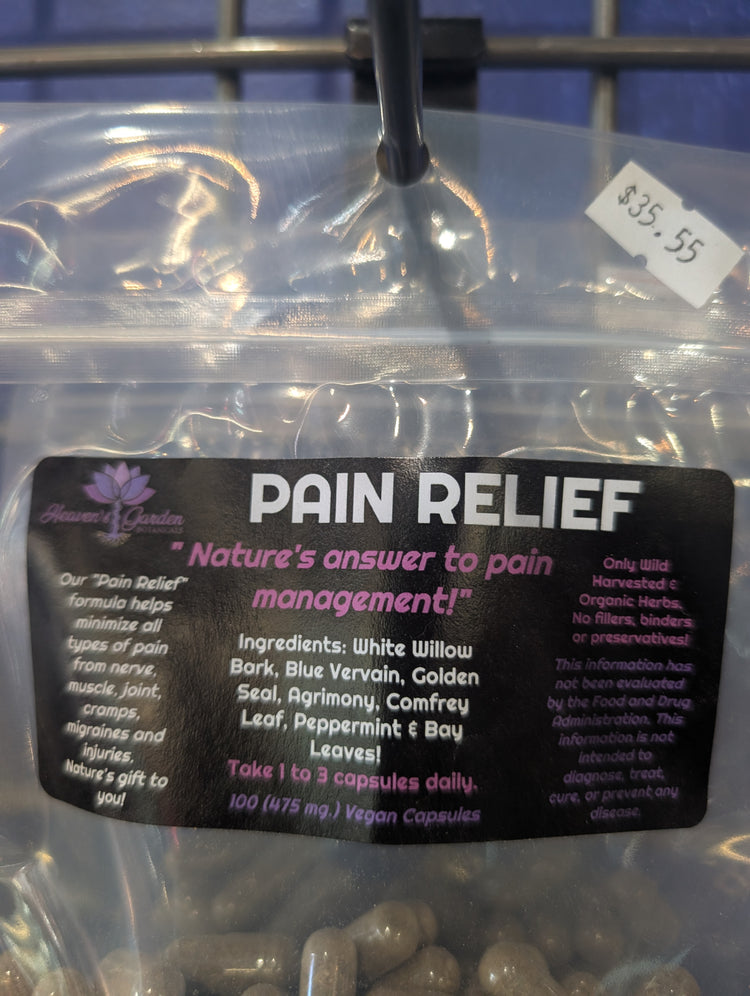 $35.55
Heaven's Garden
BOTANICALS
PAIN RELIEF
"Nature's answer to pain
management!"
Our "Pain Relief"
formula helps
minimize all
types of pain
from nerve,
muscle, joint,
cramps,
migraines and
injuries.
Nature's gift to
you!
Ingredients: White Willow
Bark, Blue Vervain, Golden
Seal, Agrimony, Comfrey
Leaf, Peppermint & Bay
Leaves!
Take 1 to 3 capsules daily.
100 (475 mg.) Vegan Capsules
Only Wild
Harvested &
Organic Herbs.
No fillers, binders
or preservatives!
This information has
not been evaluated
by the Food and Drug
Administration. This
information is not
intended to
diagnose, treat,
cure, or prevent any
disease.